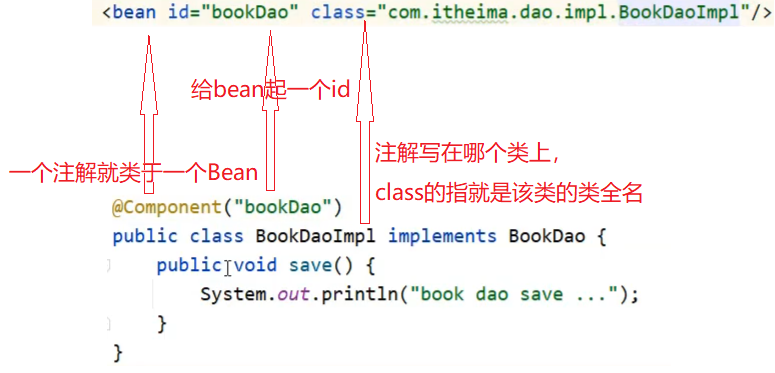 <bean id="bookDao" class="com.itheima.dao.impl.BookDaoImpl"/>
给bean起一个id
一个注解就类于一个Bean
注解写在哪个类上，
class的指就是该类的类全名
@Component("bookDao")
public class BookDaoImpl implements BookDao {
public void save() {
System.out.println("book dao save ...");
}
}